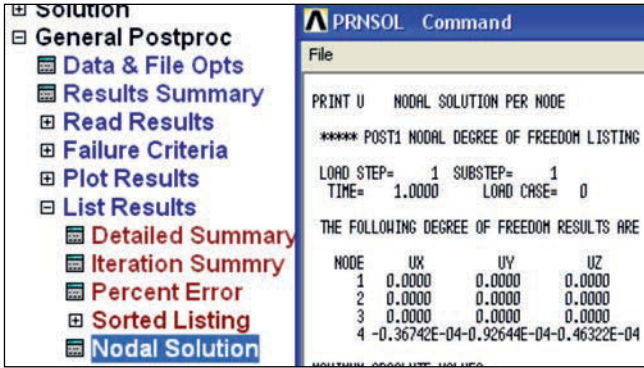 Solution
General Postproc
Data & File Opts
Results Summary
Read Results
Failure Criteria
Plot Results
List Results
Detailed Summary
Iteration Summry
Percent Error
Sorted Listing
Nodal Solution
PRNSOL Command
File
PRINT U NODAL SOLUTION PER NODE
***** POST1 NODAL DEGREE OF FREEDOM LISTING
LOAD STEP= 1 SUBSTEP= 1
TIME= 1.0000 LOAD CASE= 0
THE FOLLOWING DEGREE OF FREEDOM RESULTS ARE
NODE UX UY UZ
1 0.0000 0.0000 0.0000
2 0.0000 0.0000 0.0000
3 0.0000 0.0000 0.0000
4 -0.36742E-04-0.92644E-04-0.46322E-04
MAXIMUM ABSOLUTE VALUES